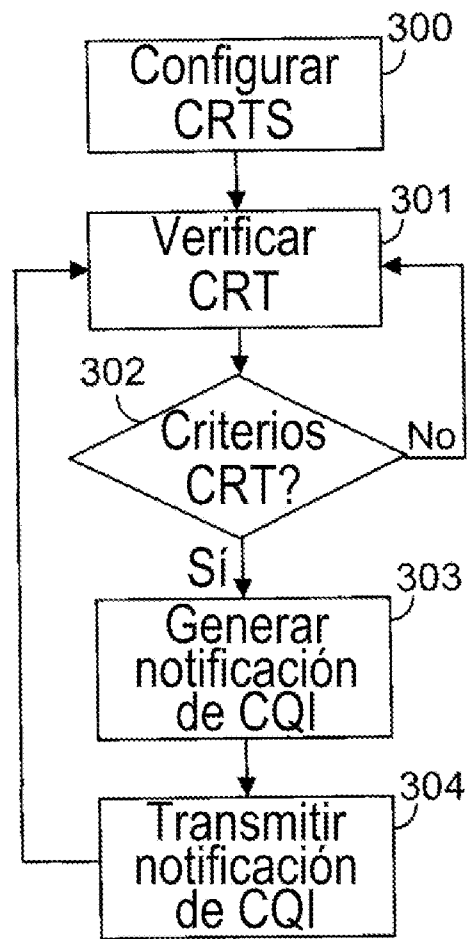 300
Configurar
CRTS
301
Verificar
CRT
302
Criterios
CRT?
No
Sí
303
Generar
notificación
de CQI
304
Transmitir
notificación
de CQI